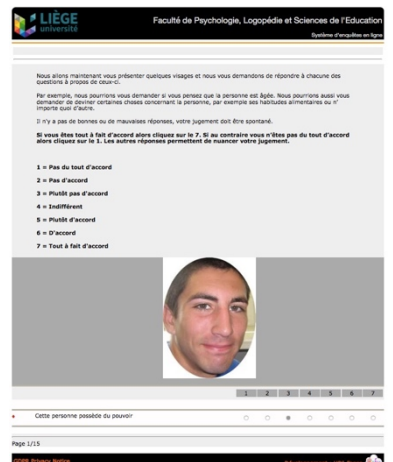 LIÈGE
université
Faculté de Psychologie, Logopédie et Sciences de l'Education
Système d'enquêtes en ligne
Nous allons maintenant vous présenter quelques visages et nous vous demandons de répondre à chacune des
questions à propos de ceux-ci.
Par exemple, nous pourrions vous demander si vous pensez que la personne est âgée. Nous pourrions aussi vous
demander de deviner certaines choses concernant la personne, par exemple ses habitudes alimentaires ou n'
importe quoi d'autre.
Il n'y a pas de bonnes ou de mauvaises réponses, votre jugement doit être spontané.
Si vous êtes tout à fait d'accord alors cliquez sur le 7. Si au contraire vous n'êtes pas du tout d'accord
alors cliquez sur le 1. Les autres réponses permettent de nuancer votre jugement.
1 = Pas du tout d'accord
2 = Pas d'accord
3 = Plutôt pas d'accord
4 = Indifférent
5 = Plutôt d'accord
6 = D'accord
7 = Tout à fait d'accord
1 2 3 4 5 6 7
Cette personne possède du pouvoir
Page 1/15
GDPR Privacy Notice